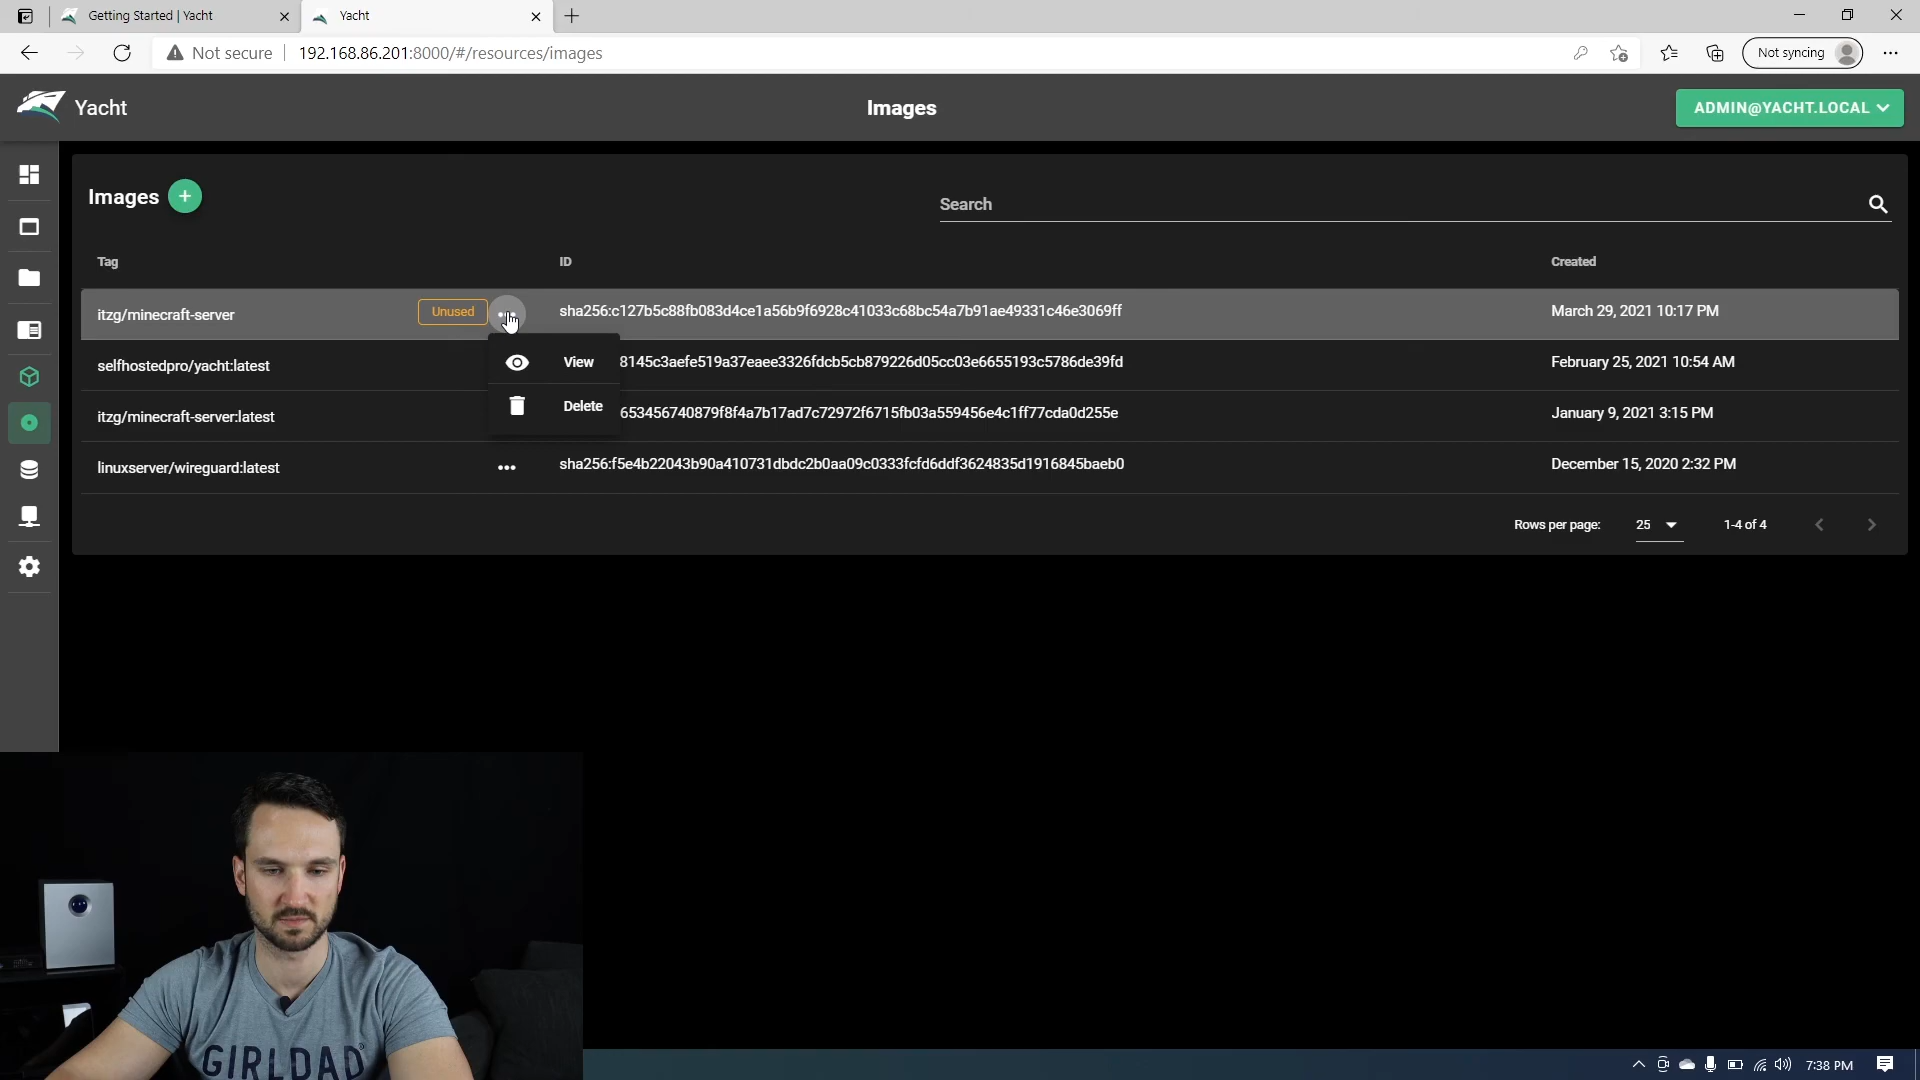 Getting Started | Yacht
Yacht
Not secure
192.168.86.201:8000/#/resources/images
Not syncing
Yacht
Images
ADMIN@YACHT.LOCAL
Images
Search
Tag
ID
Created
itzg/minecraft-server
Unused
sha256:c127b5c88fb083d4ce1a56b9f6928c41033c68bc54a7b91ae49331c46e3069ff
March 29, 2021 10:17 PM
View
selfhostedpro/yacht:latest
8145c3aefe519a37eaee3326fdcb5cb879226d05cc03e6655193c5786de39fd
February 25, 2021 10:54 AM
Delete
itzg/minecraft-server:latest
653456740879f8f4a7b17ad7c72972f6715fb03a559456e4c1ff77cda0d255e
January 9, 2021 3:15 PM
linuxserver/wireguard:latest
sha256:f5e4b22043b90a410731dbdc2b0aa09c0333fcfd6ddf3624835d1916845baeb0
December 15, 2020 2:32 PM
Rows per page:
25
1-4 of 4
GIRLDAD
7:38 PM